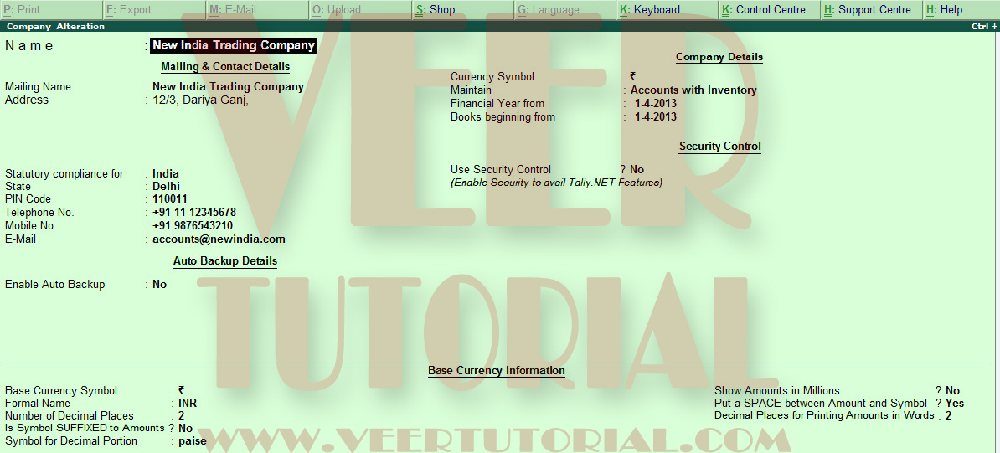 P: Print E: Export M: E-Mail O: Upload S: Shop G: Language K: Keyboard K: Control Centre H: Support Centre H: Help
Company Alteration Ctrl +
Name : New India Trading Company
Mailing & Contact Details
Mailing Name : New India Trading Company
Address : 12/3, Dariya Ganj,
Statutory compliance for : India
State : Delhi
PIN Code : 110011
Telephone No. : +91 11 12345678
Mobile No. : +91 9876543210
E-Mail : accounts@newindia.com
Auto Backup Details
Enable Auto Backup : No
Company Details
Currency Symbol : ₹
Maintain : Accounts with Inventory
Financial Year from : 1-4-2013
Books beginning from : 1-4-2013
Security Control
Use Security Control ? No
(Enable Security to avail Tally.NET Features)
Base Currency Information
Base Currency Symbol : ₹
Formal Name : INR
Number of Decimal Places : 2
Is Symbol SUFFIXED to Amounts ? No
Symbol for Decimal Portion : paise
Show Amounts in Millions ? No
Put a SPACE between Amount and Symbol ? Yes
Decimal Places for Printing Amounts in Words : 2
VEER
TUTORIAL
WWW.VEERTUTORIAL.COM